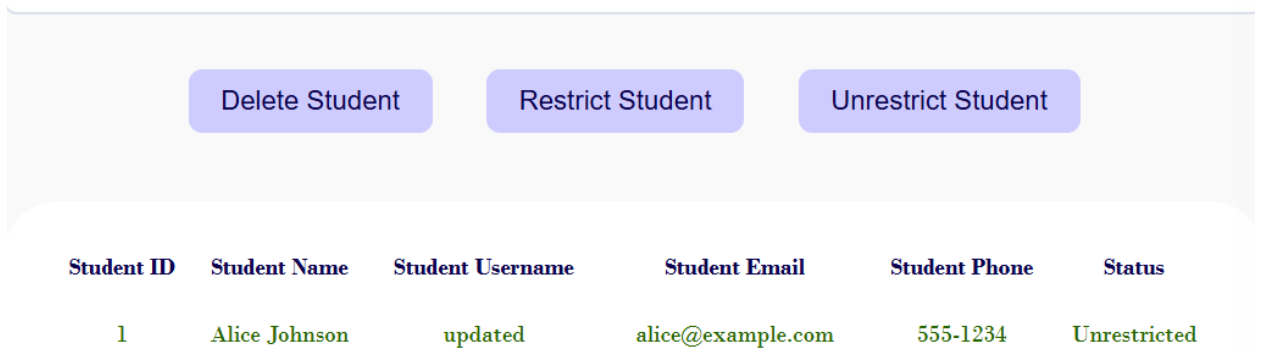 Delete Student Restrict Student Unrestrict Student
Student ID Student Name Student Username Student Email Student Phone Status
1 Alice Johnson updated alice@example.com 555-1234 Unrestricted